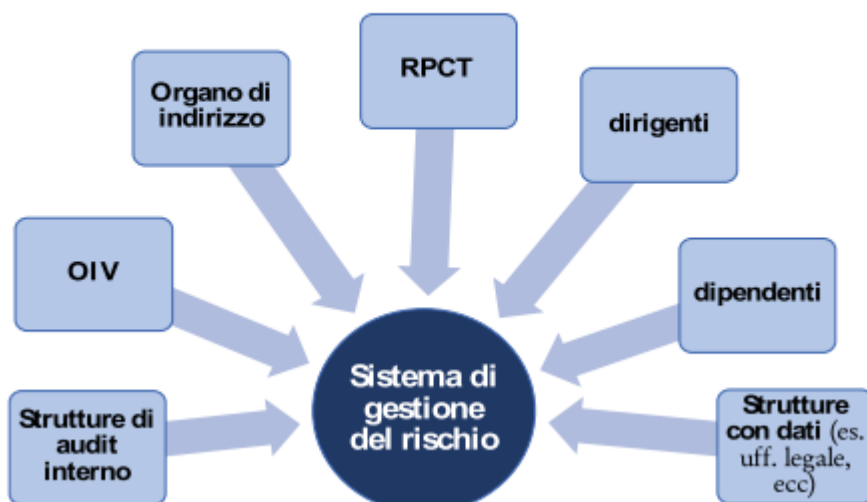 RPCT
Organo di
indirizzo
dirigenti
OIV
dipendenti
Sistema di
gestione
del rischio
Strutture di
audit
interno
Strutture
con dati (es.
uff. legale,
ecc)